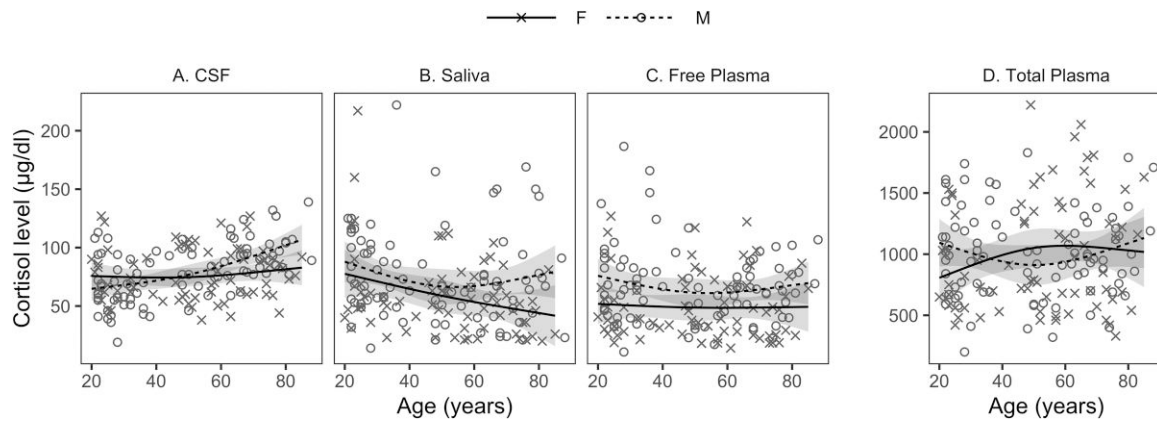 F M
A. CSF B. Saliva C. Free Plasma D. Total Plasma
Cortisol level (µg/dl)
200
150
100
50
2000
1500
1000
500
20 40 60 80 20 40 60 80 20 40 60 80 20 40 60 80
Age (years) Age (years)